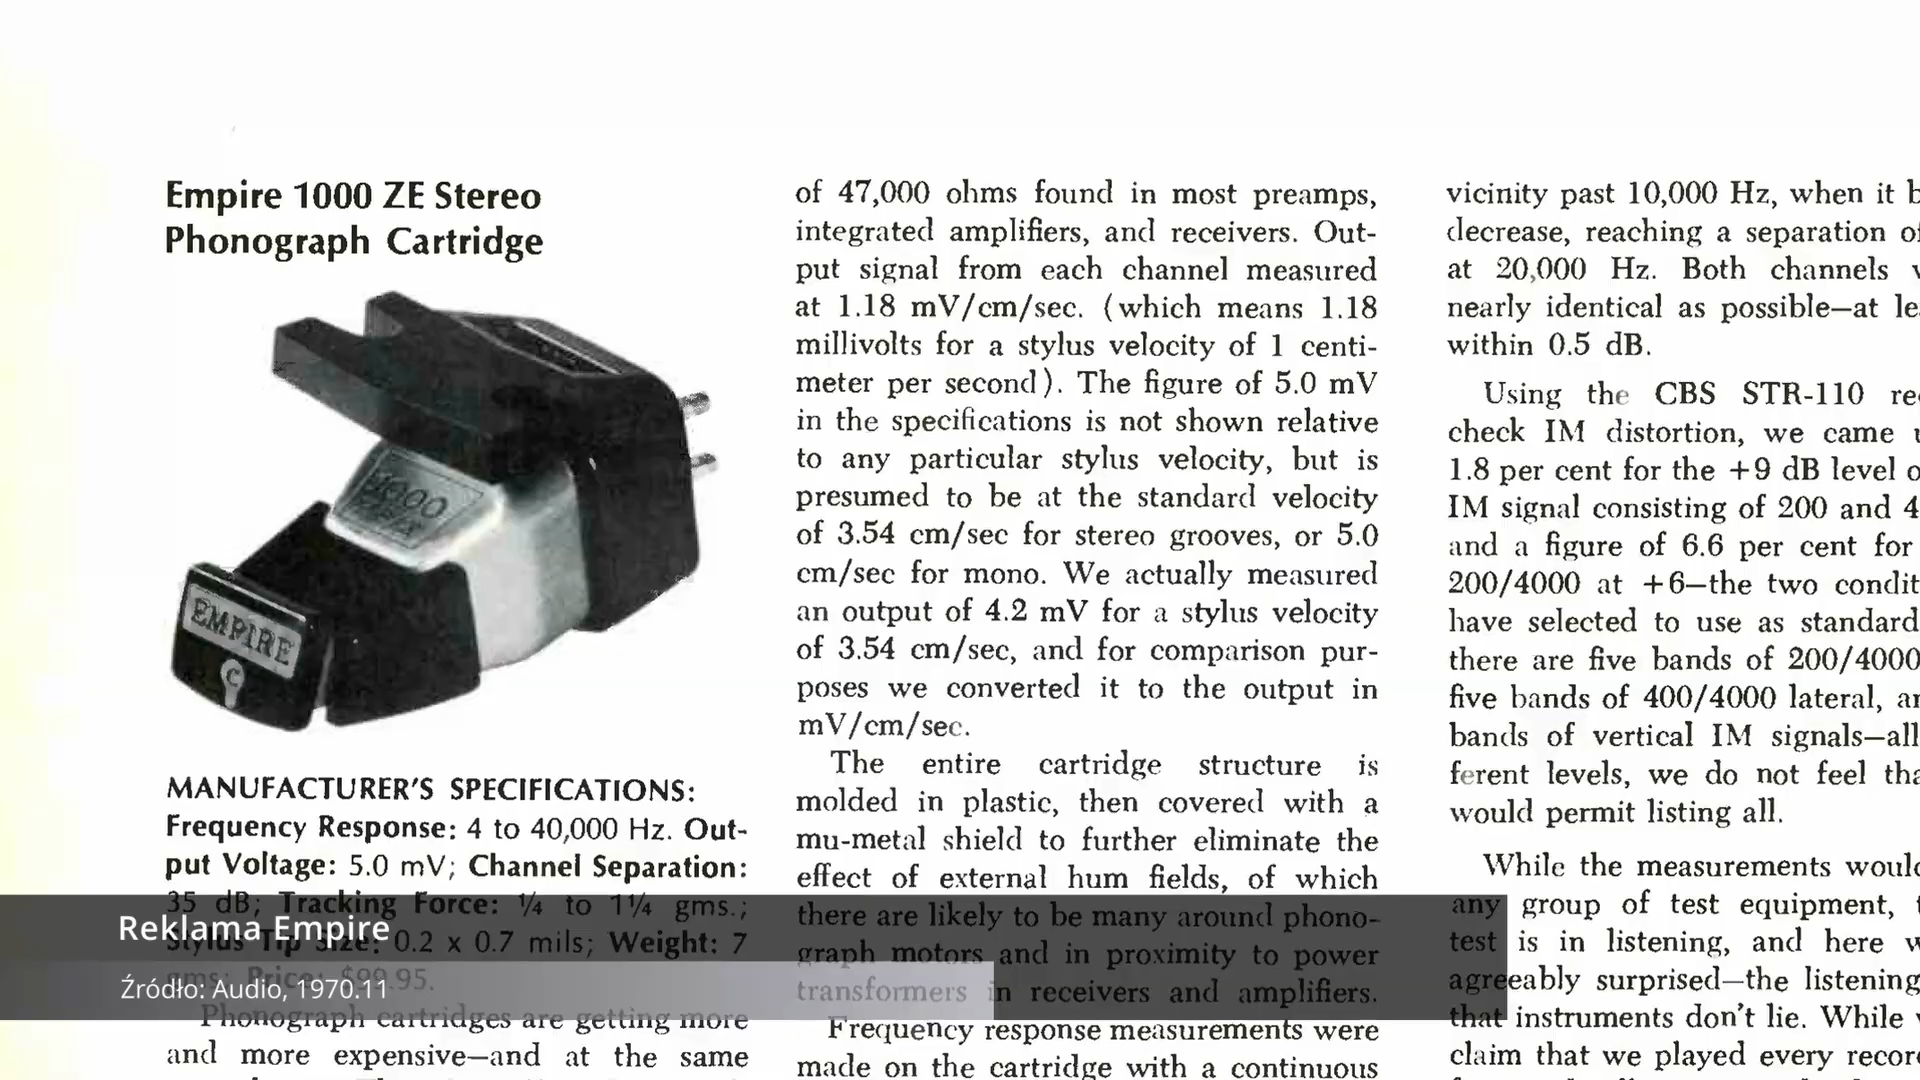 Empire 1000 ZE Stereo
Phonograph Cartridge
1000
EMPIRE
MANUFACTURER'S SPECIFICATIONS:
Frequency Response: 4 to 40,000 Hz. Out-
put Voltage: 5.0 mV; Channel Separation:
35 dB; Tracking Force: ¼ to 1¼ gms.;
Stylus Tip Size: 0.2 x 0.7 mils; Weight: 7
gms; Price: $99.95.
Phonograph cartridges are getting more
and more expensive—and at the same
of 47,000 ohms found in most preamps,
integrated amplifiers, and receivers. Out-
put signal from each channel measured
at 1.18 mV/cm/sec. (which means 1.18
millivolts for a stylus velocity of 1 centi-
meter per second). The figure of 5.0 mV
in the specifications is not shown relative
to any particular stylus velocity, but is
presumed to be at the standard velocity
of 3.54 cm/sec for stereo grooves, or 5.0
cm/sec for mono. We actually measured
an output of 4.2 mV for a stylus velocity
of 3.54 cm/sec, and for comparison pur-
poses we converted it to the output in
mV/cm/sec.
The entire cartridge structure is
molded in plastic, then covered with a
mu-metal shield to further eliminate the
effect of external hum fields, of which
there are likely to be many around phono-
graph motors and in proximity to power
transformers in receivers and amplifiers.
Frequency response measurements were
made on the cartridge with a continuous
vicinity past 10,000 Hz, when it b
decrease, reaching a separation of
at 20,000 Hz. Both channels
nearly identical as possible—at le
within 0.5 dB.
Using the CBS STR-110 rec
check IM distortion, we came
1.8 per cent for the +9 dB level o
IM signal consisting of 200 and 4
and a figure of 6.6 per cent for
200/4000 at +6—the two condit
have selected to use as standard
there are five bands of 200/4000
five bands of 400/4000 lateral, an
bands of vertical IM signals—all
ferent levels, we do not feel tha
would permit listing all.
While the measurements would
any group of test equipment,
test is in listening, and here w
agreeably surprised—the listening
that instruments don't lie. While
claim that we played every recor
Reklama Empire
Źródło: Audio, 1970.11